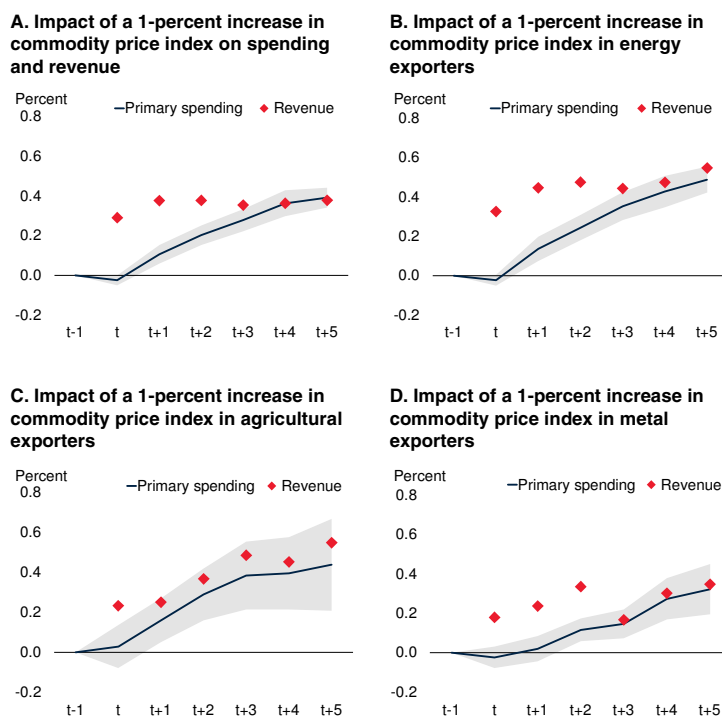 A. Impact of a 1-percent increase in
commodity price index on spending
and revenue
Percent
Primary spending
Revenue
0.8
0.6
0.4
0.2
0.0
-0.2
t-1 t t+1 t+2 t+3 t+4 t+5
B. Impact of a 1-percent increase in
commodity price index in energy
exporters
Percent
Primary spending
Revenue
0.8
0.6
0.4
0.2
0.0
-0.2
t-1 t t+1 t+2 t+3 t+4 t+5
C. Impact of a 1-percent increase in
commodity price index in agricultural
exporters
Percent
Primary spending
Revenue
0.8
0.6
0.4
0.2
0.0
-0.2
t-1 t t+1 t+2 t+3 t+4 t+5
D. Impact of a 1-percent increase in
commodity price index in metal
exporters
Percent
Primary spending
Revenue
0.8
0.6
0.4
0.2
0.0
-0.2
t-1 t t+1 t+2 t+3 t+4 t+5